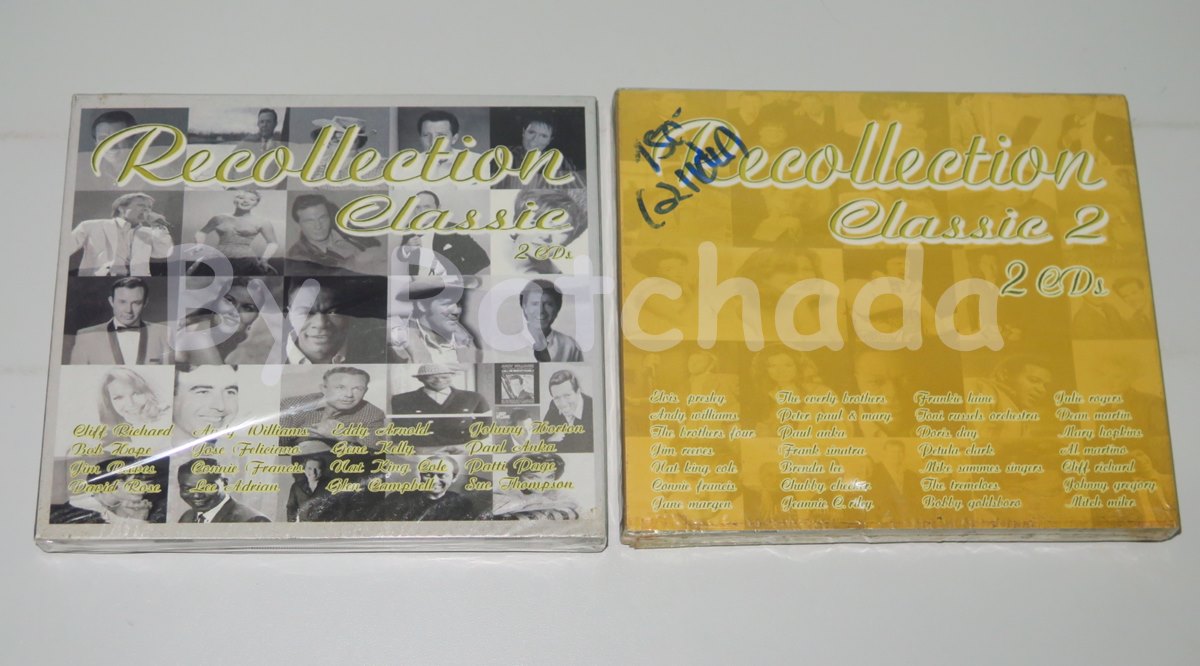 Recollection
Classic
2 CDs
Cliff Richard Andy Williams Eddy Arnold Johnny Horton
Bob Hope Jose Feliciano Gene Kelly Paul Anka
Jim Reeves Connie Francis Nat King Cole Patti Page
David Rose Lee Adrian Glen Campbell Sue Thompson
Recollection
Classic 2
2 CDs
Elvis presley The everly brothers Frankie laine Julie rogers
Andy williams Peter paul & mary Toni russels orchestra Dean martin
The brothers four Paul anka Doris day Mary hopkins
Jim reeves Frank sinatra Petula clark Al martino
Nat king cole Brenda lee Mike sammes singers Cliff richard
Connie francis Chubby checker The tremeloes Johnny gregory
Jane margen Jeannie C. riley Bobby goldsboro Mitch miler
By Patchada